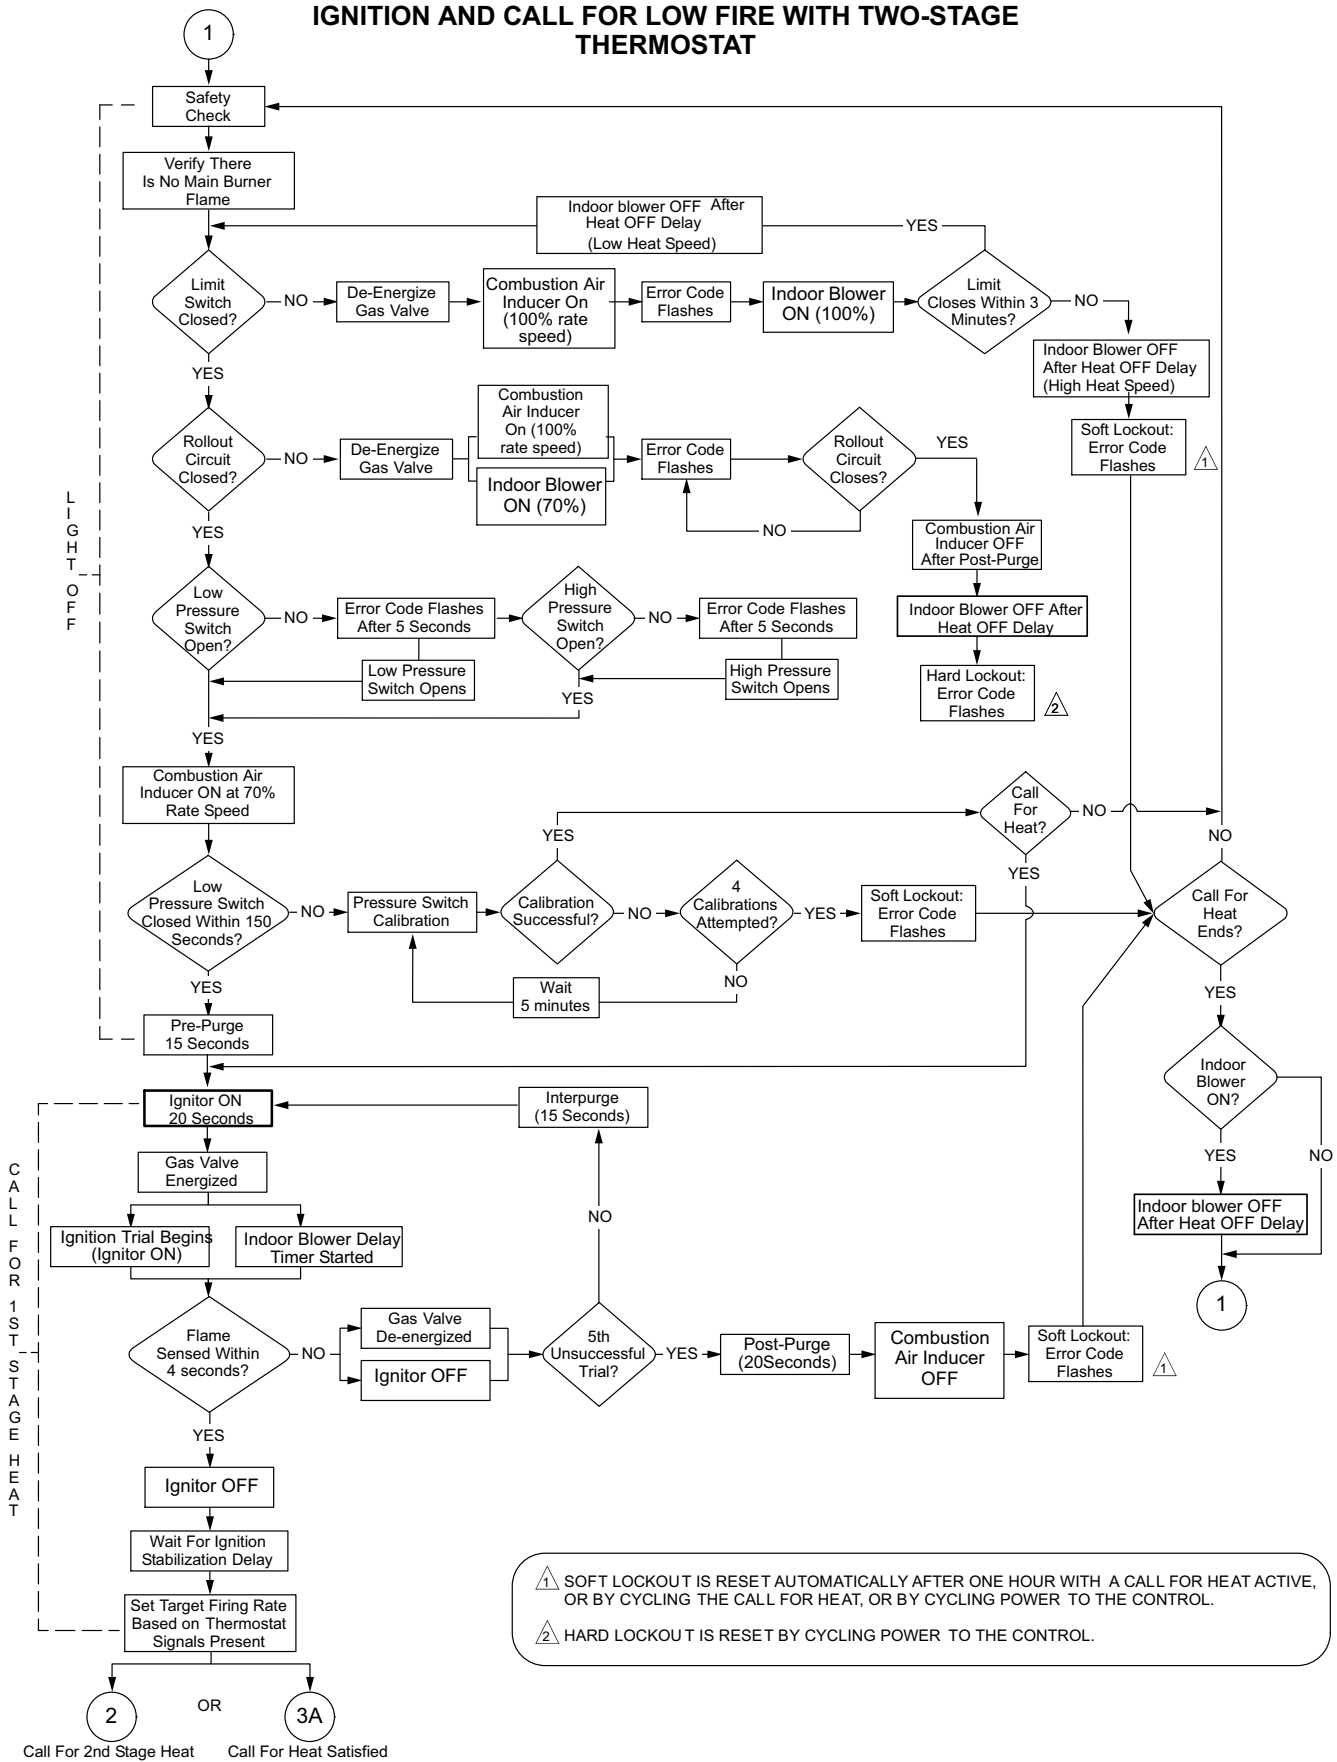 IGNITION AND CALL FOR LOW FIRE WITH TWO-STAGE
THERMOSTAT
1
Safety
Check
Verify There
Is No Main Burner
Flame
Indoor blower OFF After
Heat OFF Delay
(Low Heat Speed)
YES
Limit
Switch
Closed?
NO
De-Energize
Gas Valve
Combustion Air
Inducer On
(100% rate
speed)
Error Code
Flashes
Indoor Blower
ON (100%)
Limit
Closes Within 3
Minutes?
NO
Indoor Blower OFF
After Heat OFF Delay
(High Heat Speed)
Soft Lockout:
Error Code
Flashes
1
YES
Rollout
Circuit
Closed?
NO
De-Energize
Gas Valve
Combustion
Air Inducer
On (100%
rate speed)
Indoor Blower
ON (70%)
Error Code
Flashes
Rollout
Circuit
Closes?
YES
NO
Combustion Air
Inducer OFF
After Post-Purge
Indoor Blower OFF After
Heat OFF Delay
Hard Lockout:
Error Code
Flashes
2
LIGHT OFF
YES
Low
Pressure
Switch
Open?
NO
Error Code Flashes
After 5 Seconds
Low Pressure
Switch Opens
High
Pressure
Switch
Open?
NO
Error Code Flashes
After 5 Seconds
High Pressure
Switch Opens
YES
YES
Combustion Air
Inducer ON at 70%
Rate Speed
Low
Pressure Switch
Closed Within 150
Seconds?
NO
Pressure Switch
Calibration
YES
Calibration
Successful?
NO
4
Calibrations
Attempted?
YES
Soft Lockout:
Error Code
Flashes
NO
Wait
5 minutes
Call
For
Heat?
NO
YES
NO
Call For
Heat
Ends?
YES
Indoor
Blower
ON?
YES
NO
Indoor blower OFF
After Heat OFF Delay
1
YES
Pre-Purge
15 Seconds
Ignitor ON
20 Seconds
Interpurge
(15 Seconds)
CALL FOR 1ST STAGE HEAT
Gas Valve
Energized
Ignition Trial Begins
(Ignitor ON)
Indoor Blower Delay
Timer Started
Flame
Sensed Within
4 seconds?
NO
Gas Valve
De-energized
Ignitor OFF
NO
5th
Unsuccessful
Trial?
YES
Post-Purge
(20Seconds)
Combustion
Air Inducer
OFF
Soft Lockout:
Error Code
Flashes
1
YES
Ignitor OFF
Wait For Ignition
Stabilization Delay
Set Target Firing Rate
Based on Thermostat
Signals Present
1 SOFT LOCKOUT IS RESET AUTOMATICALLY AFTER ONE HOUR WITH A CALL FOR HEAT ACTIVE,
OR BY CYCLING THE CALL FOR HEAT, OR BY CYCLING POWER TO THE CONTROL.
2 HARD LOCKOUT IS RESET BY CYCLING POWER TO THE CONTROL.
2
OR
3A
Call For 2nd Stage Heat
Call For Heat Satisfied